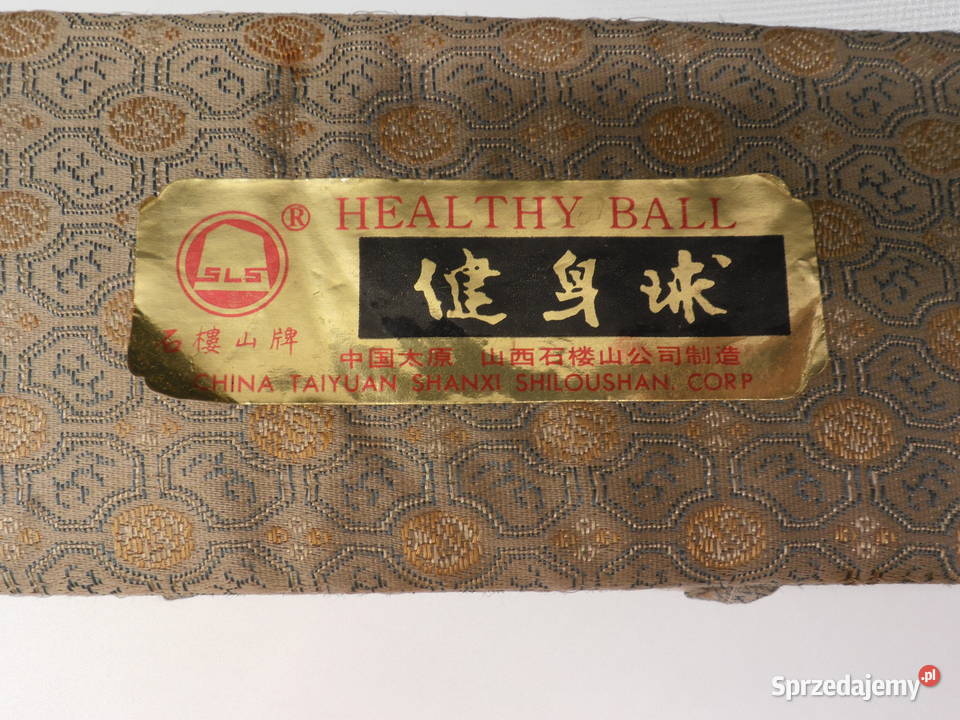 ® HEALTHY BALL
SLS
健身球
石樓山牌
中国太原 山西石楼山公司制造
CHINA TAIYUAN SHANXI SHILOUSHAN. CORP
Sprzedajemy.pl